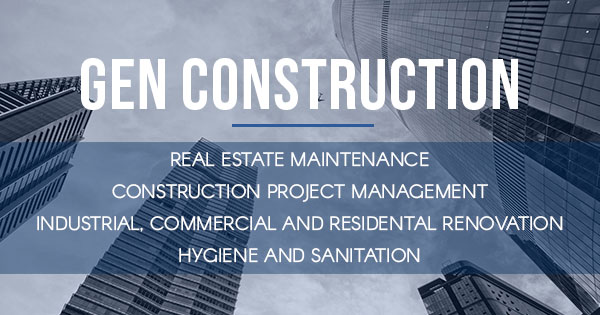 GEN CONSTRUCTION
REAL ESTATE MAINTENANCE
CONSTRUCTION PROJECT MANAGEMENT
INDUSTRIAL, COMMERCIAL AND RESIDENTAL RENOVATION
HYGIENE AND SANITATION